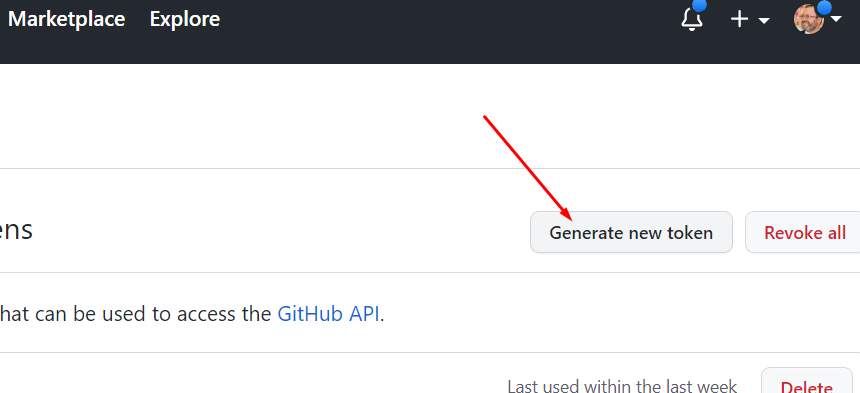 Marketplace Explore
ens Generate new token Revoke all
hat can be used to access the GitHub API.
Last used within the last week Delete